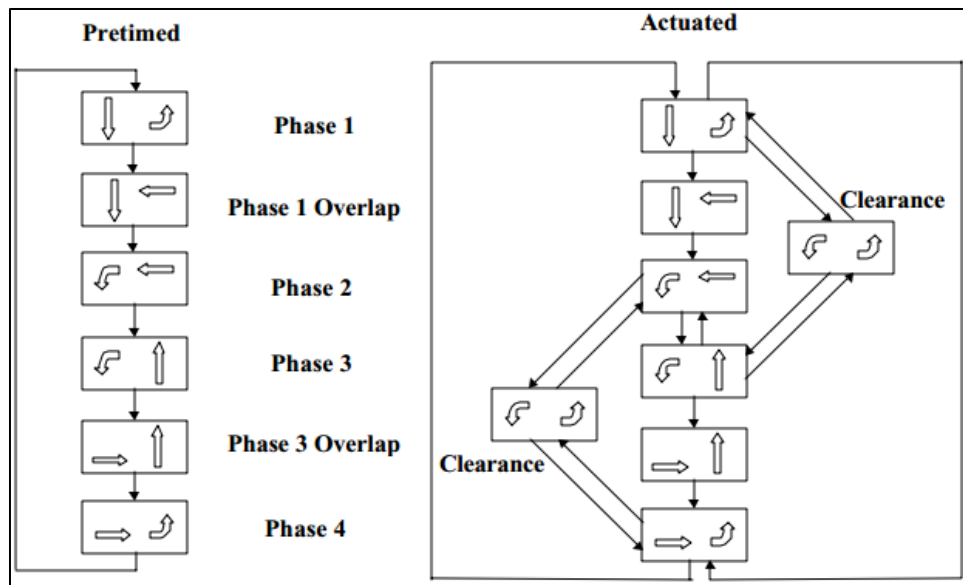 Pretimed
Actuated
Phase 1
Phase 1 Overlap
Clearance
Phase 2
Phase 3
Phase 3 Overlap
Clearance
Phase 4